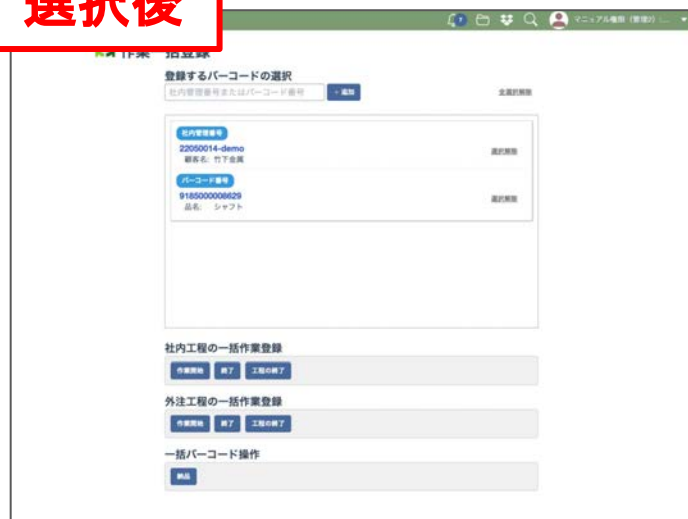 選択後
マニュアル権限 (管理2) :...
作業一括登録
登録するバーコードの選択
社内管理番号またはバーコード番号
+ 追加
全選択解除
社内管理番号
22050014-demo
選択解除
顧客名: 竹下金属
バーコード番号
9185000008629
選択解除
品名: シャフト
社内工程の一括作業登録
作業開始 終了 工程の終了
外注工程の一括作業登録
作業開始 終了 工程の終了
一括バーコード操作
納品